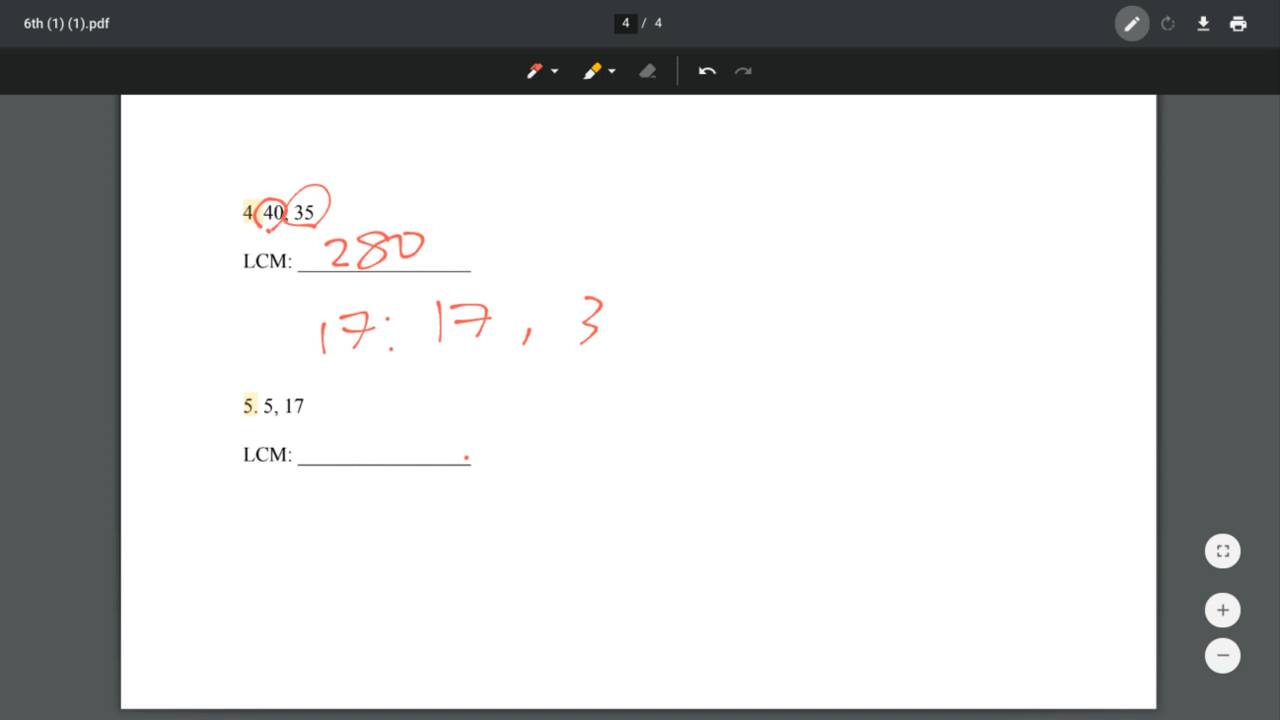 6th (1) (1).pdf
4 / 4
4. 40, 35
LCM: 280
17: 17, 3
5. 5, 17
LCM: